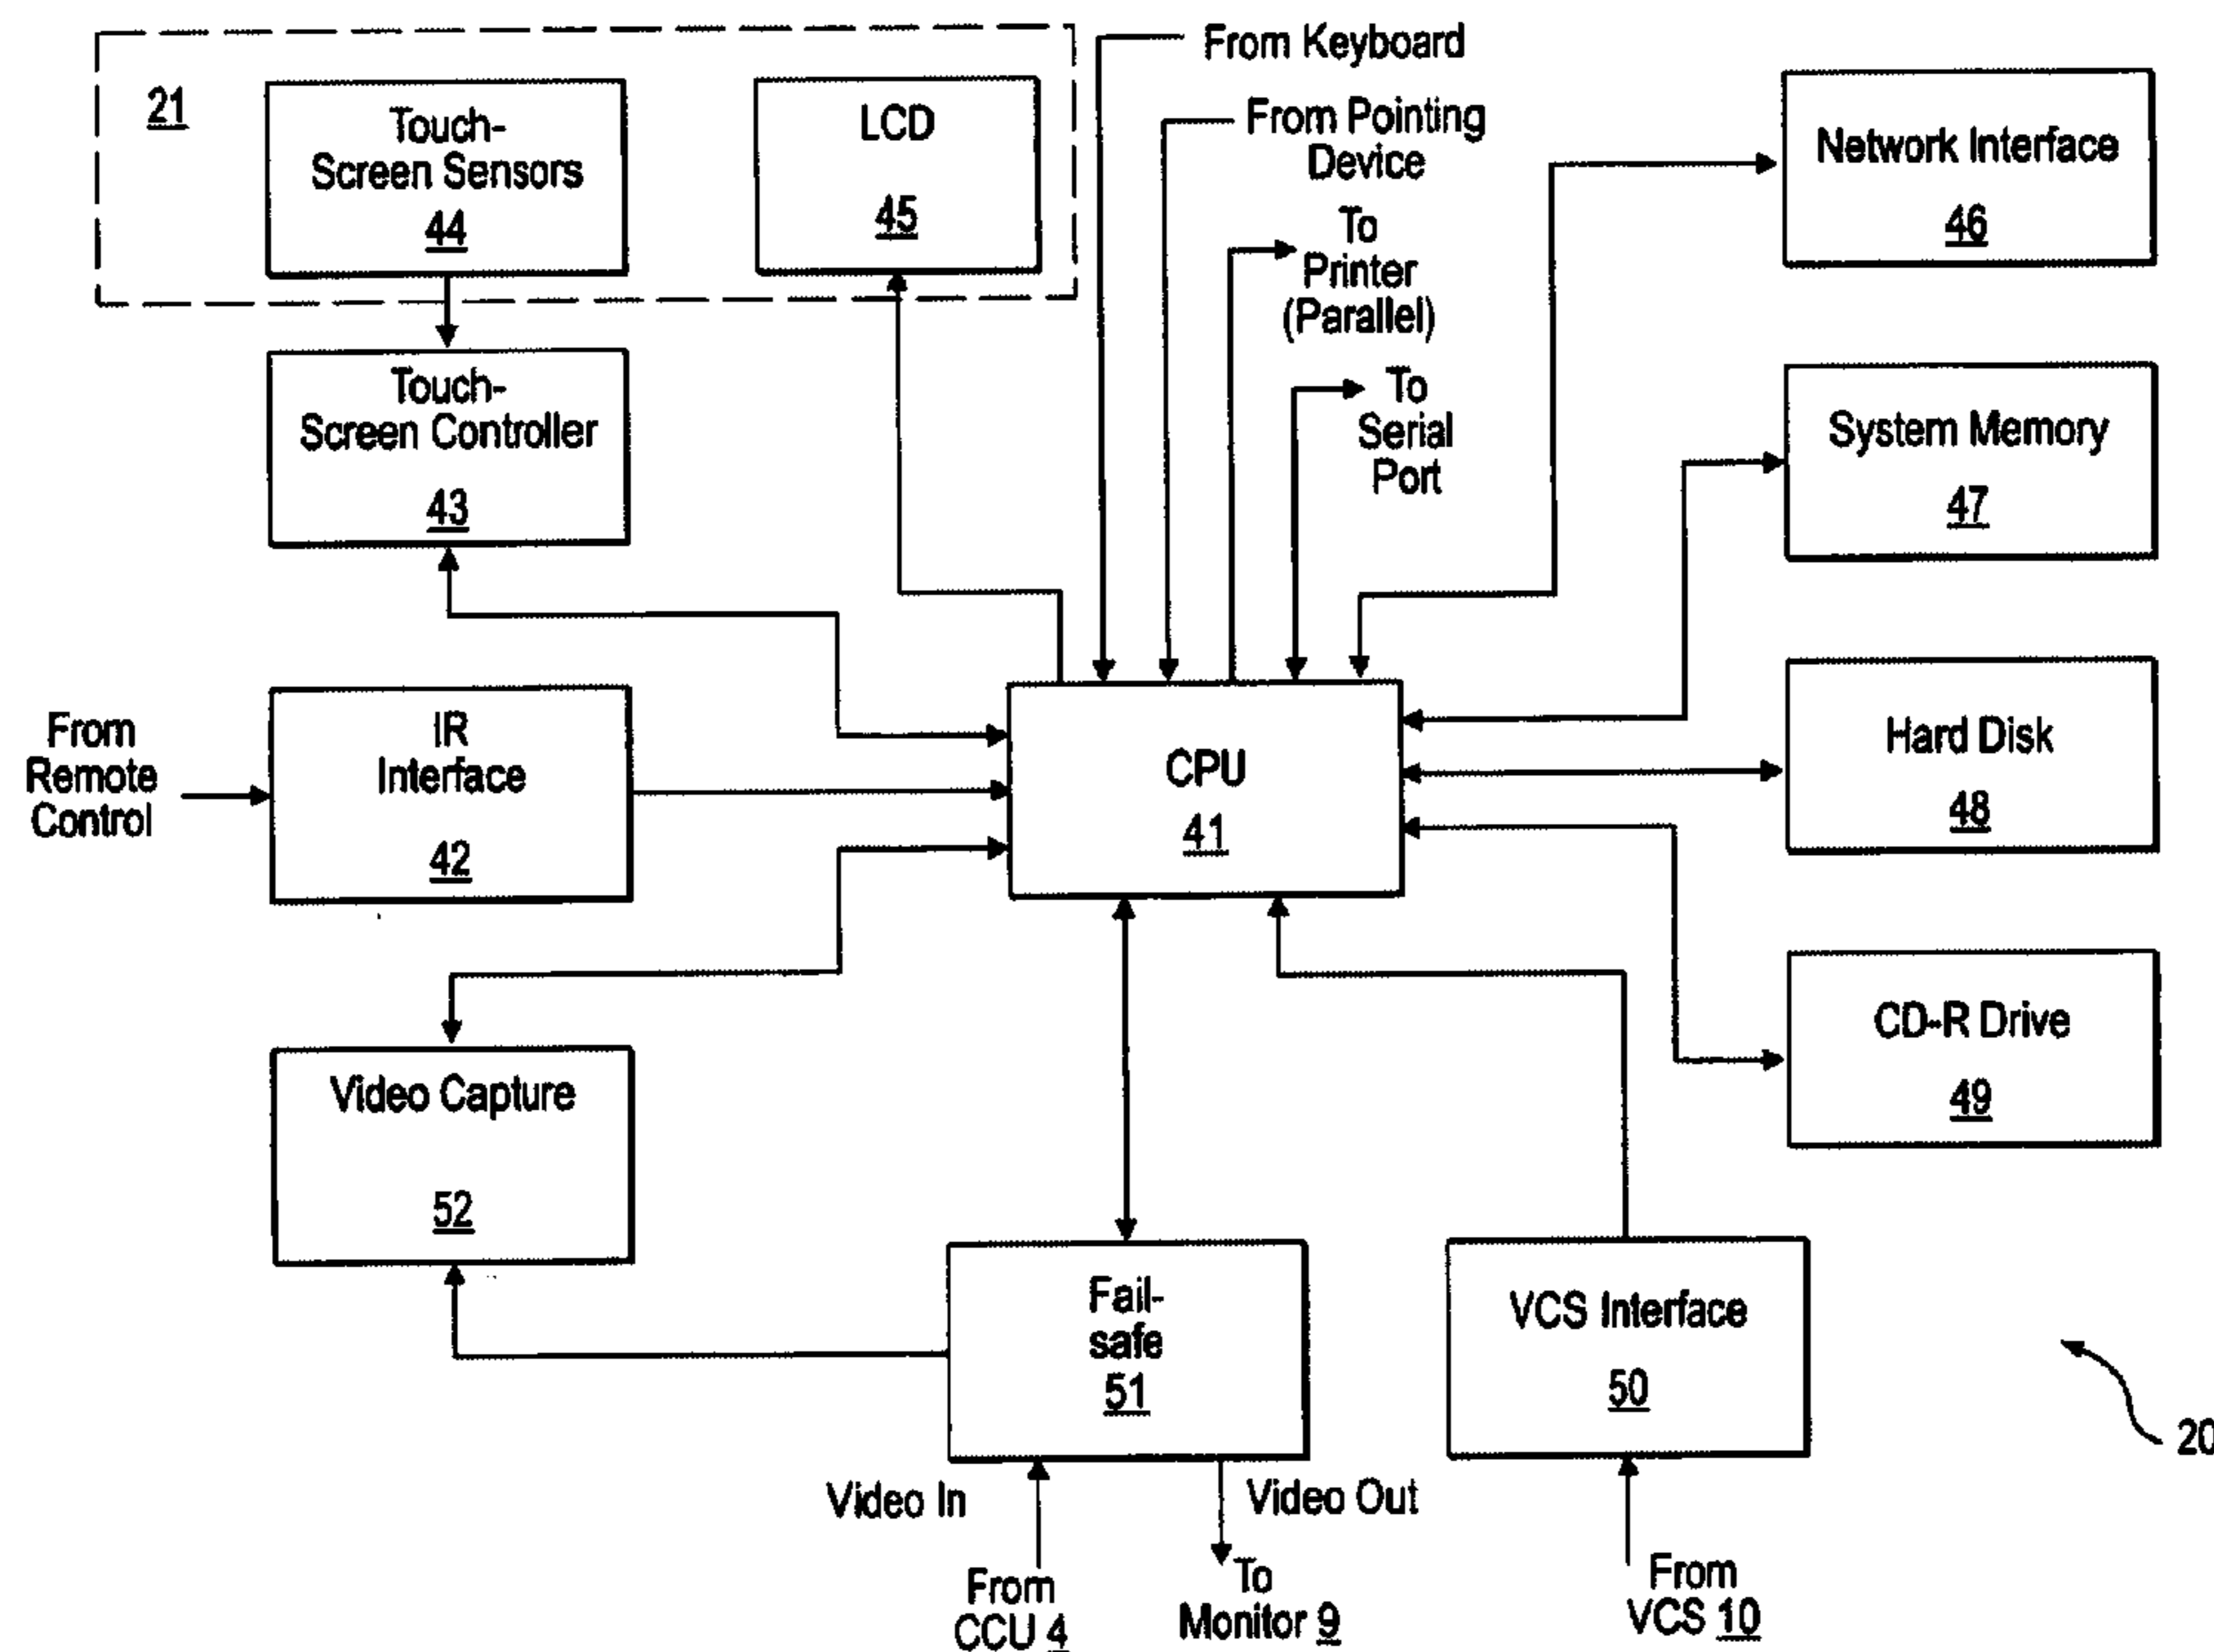 From Keyboard
21
Touch-
Screen Sensors
44
LCD
45
From Pointing
Device
Network Interface
46
To
Printer
(Parallel)
Touch-
Screen Controller
43
To
Serial
Port
System Memory
47
From
Remote
Control
IR
Interface
42
CPU
41
Hard Disk
48
Video Capture
52
CD-R Drive
49
Fail-
safe
51
VCS Interface
50
20
Video In
Video Out
From
CCU 4
To
Monitor 9
From
VCS 10